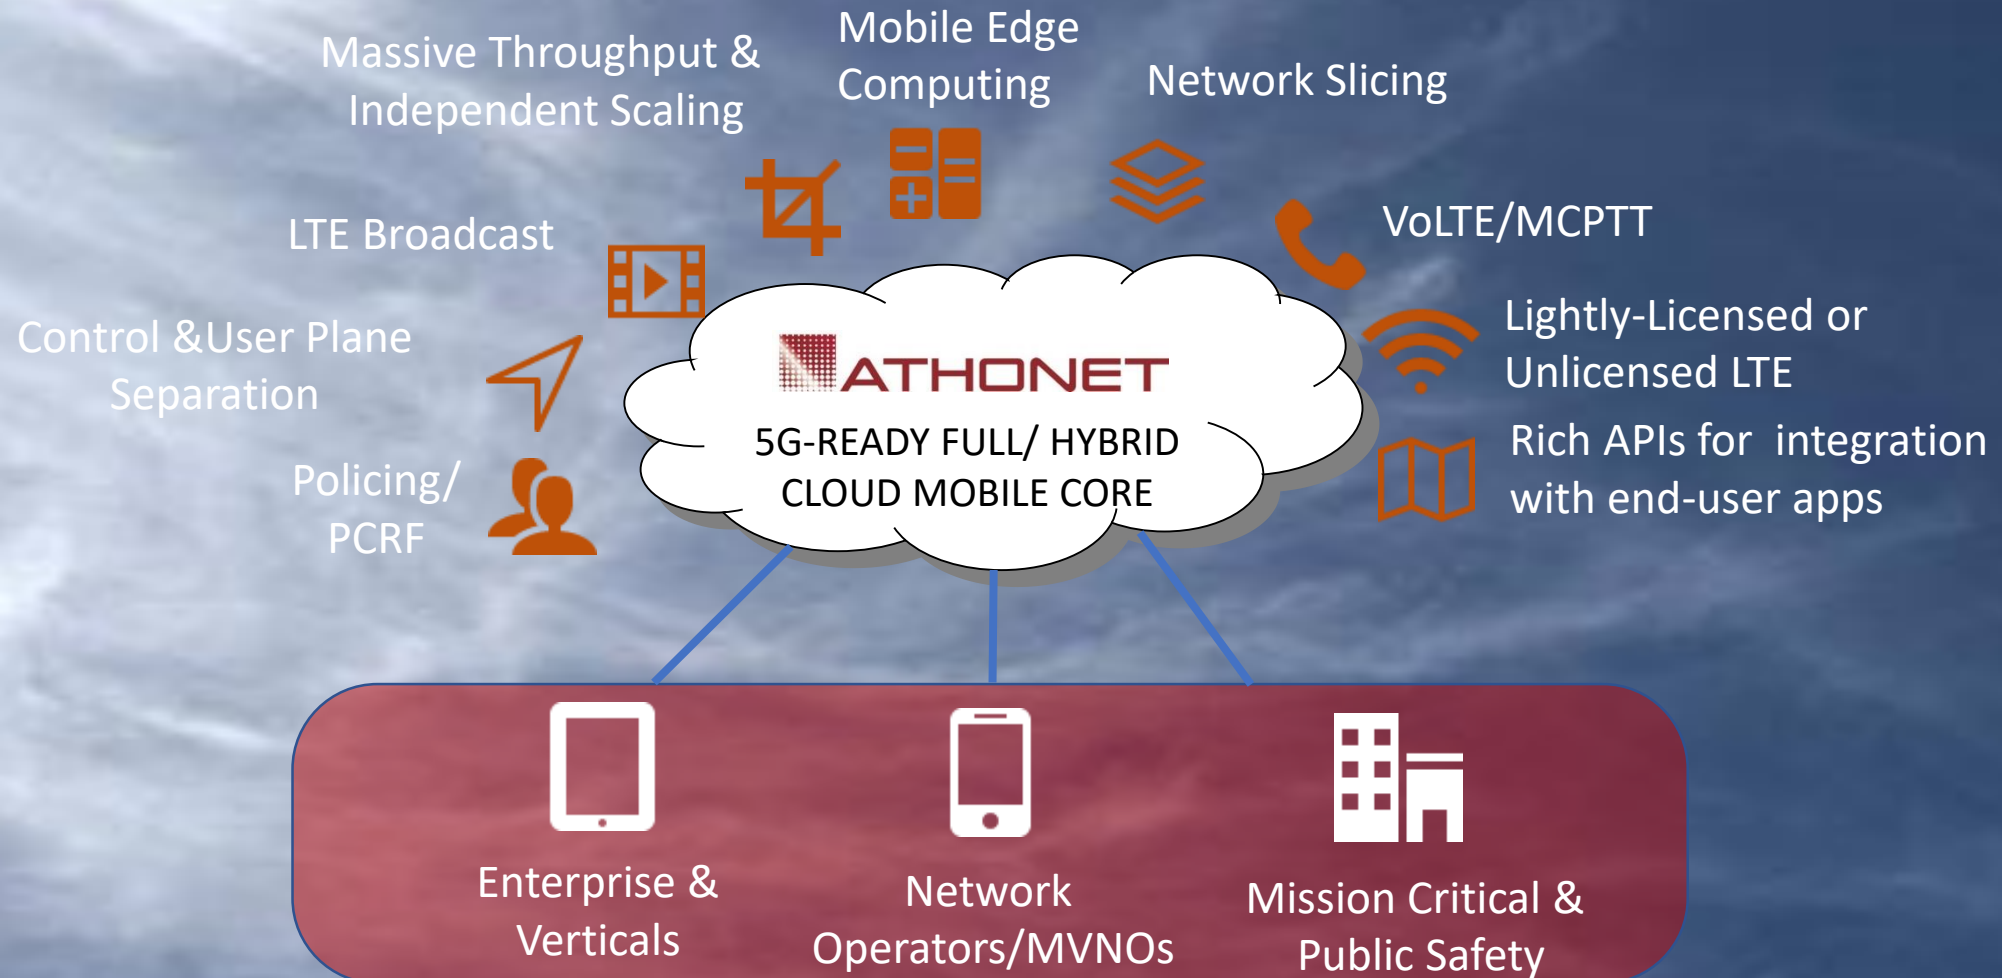 Massive Throughput &
Independent Scaling
Mobile Edge
Computing
Network Slicing
LTE Broadcast
VoLTE/MCPTT
Control &User Plane
Separation
Lightly-Licensed or
Unlicensed LTE
Policing/
PCRF
Rich APIs for  integration
with end-user apps
ATHONET
5G-READY FULL/ HYBRID
CLOUD MOBILE CORE
Enterprise &
Verticals
Network
Operators/MVNOs
Mission Critical &
Public Safety